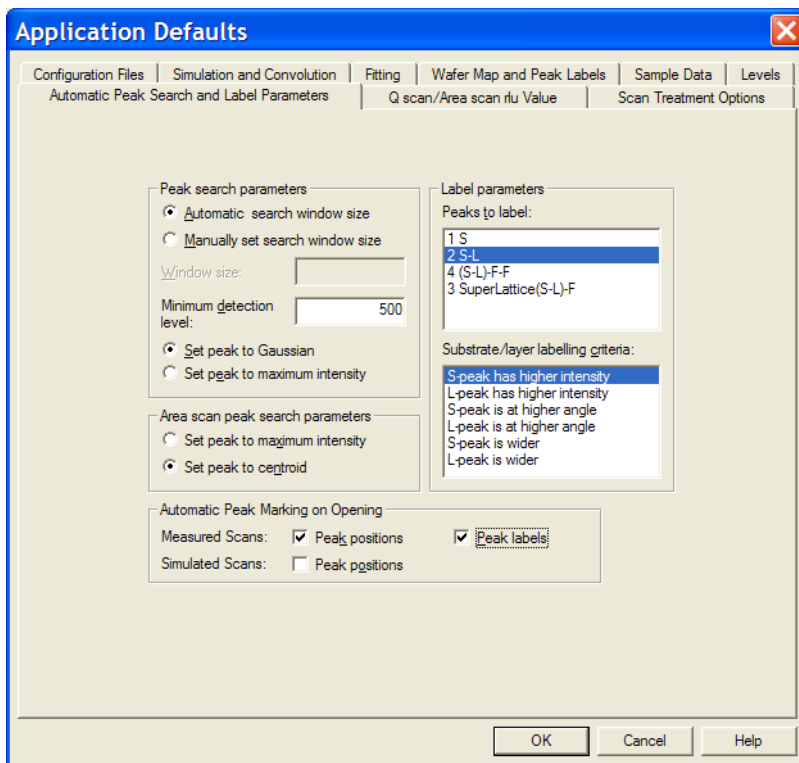 Application Defaults
Configuration Files
Simulation and Convolution
Fitting
Wafer Map and Peak Labels
Sample Data
Levels
Automatic Peak Search and Label Parameters
Q scan/Area scan rlu Value
Scan Treatment Options
Peak search parameters
Automatic search window size
Manually set search window size
Window size:
Minimum detection
level:
500
Set peak to Gaussian
Set peak to maximum intensity
Area scan peak search parameters
Set peak to maximum intensity
Set peak to centroid
Label parameters
Peaks to label:
1 S
2 S-L
4 (S-L)-F-F
3 SuperLattice(S-L)-F
Substrate/layer labelling criteria:
S-peak has higher intensity
L-peak has higher intensity
S-peak is at higher angle
L-peak is at higher angle
S-peak is wider
L-peak is wider
Automatic Peak Marking on Opening
Measured Scans: Peak positions Peak labels
Simulated Scans: Peak positions
OK Cancel Help